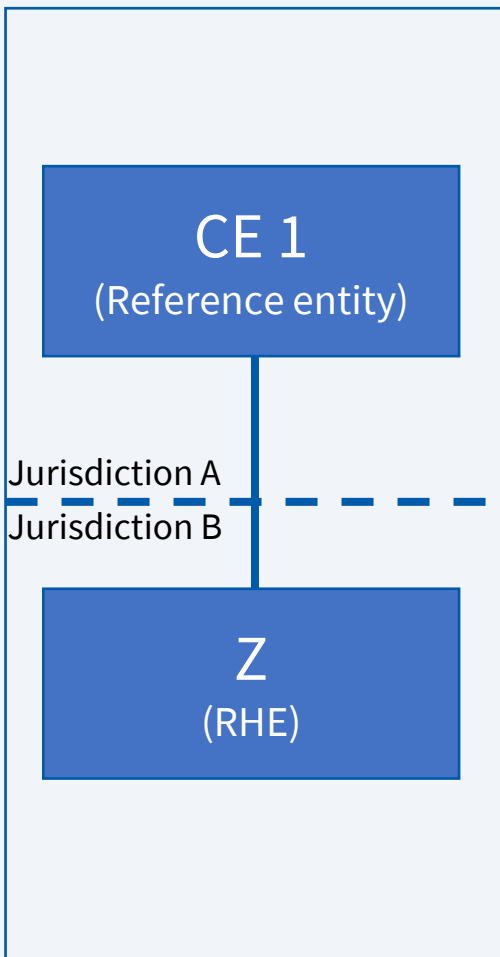 CE 1
(Reference entity)
Jurisdiction A
Jurisdiction B
Z
(RHE)